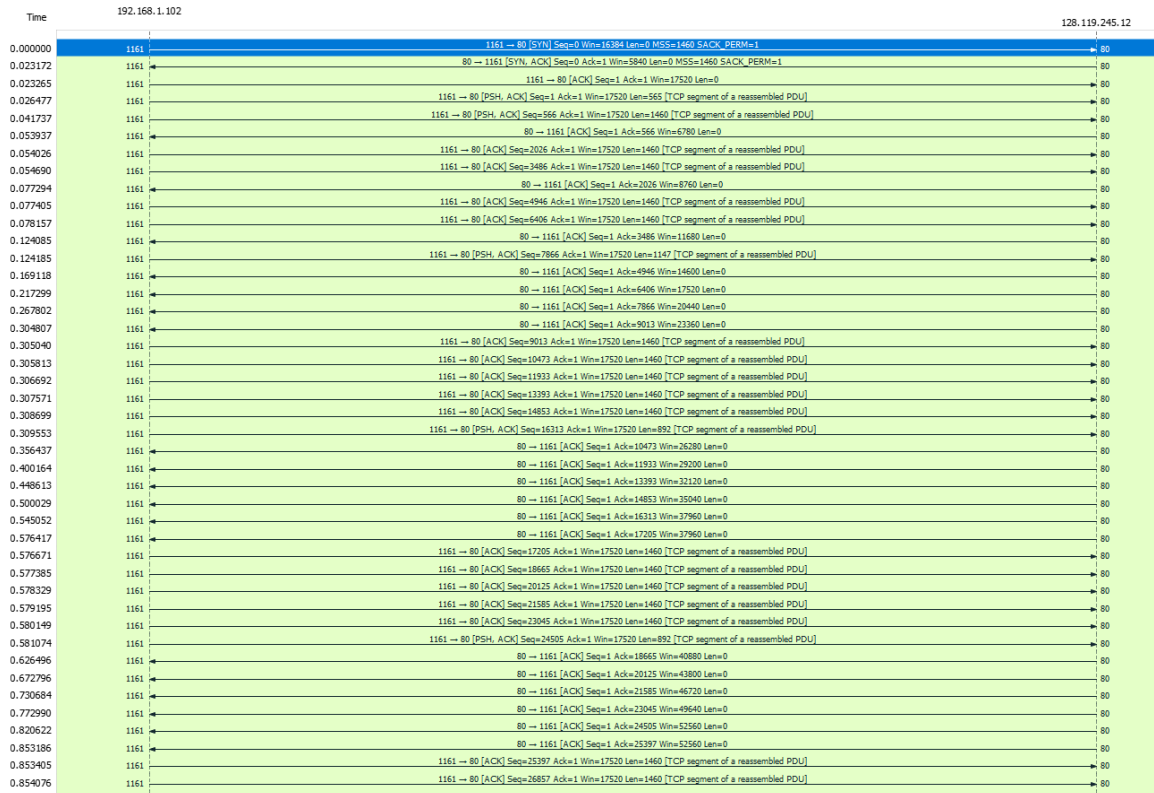 Time 192.168.1.102 128.119.245.12
0.000000 1161 1161 → 80 [SYN] Seq=0 Win=16384 Len=0 MSS=1460 SACK_PERM=1 80
0.023172 1161 80 → 1161 [SYN, ACK] Seq=0 Ack=1 Win=5840 Len=0 MSS=1460 SACK_PERM=1 80
0.023265 1161 1161 → 80 [ACK] Seq=1 Ack=1 Win=17520 Len=0 80
0.026477 1161 1161 → 80 [PSH, ACK] Seq=1 Ack=1 Win=17520 Len=565 [TCP segment of a reassembled PDU] 80
0.041737 1161 1161 → 80 [PSH, ACK] Seq=566 Ack=1 Win=17520 Len=1460 [TCP segment of a reassembled PDU] 80
0.053937 1161 80 → 1161 [ACK] Seq=1 Ack=566 Win=6780 Len=0 80
0.054026 1161 1161 → 80 [ACK] Seq=2026 Ack=1 Win=17520 Len=1460 [TCP segment of a reassembled PDU] 80
0.054690 1161 1161 → 80 [ACK] Seq=3486 Ack=1 Win=17520 Len=1460 [TCP segment of a reassembled PDU] 80
0.077294 1161 80 → 1161 [ACK] Seq=1 Ack=2026 Win=8760 Len=0 80
0.077405 1161 1161 → 80 [ACK] Seq=4946 Ack=1 Win=17520 Len=1460 [TCP segment of a reassembled PDU] 80
0.078157 1161 1161 → 80 [ACK] Seq=6406 Ack=1 Win=17520 Len=1460 [TCP segment of a reassembled PDU] 80
0.124085 1161 80 → 1161 [ACK] Seq=1 Ack=3486 Win=11680 Len=0 80
0.124185 1161 1161 → 80 [PSH, ACK] Seq=7866 Ack=1 Win=17520 Len=1147 [TCP segment of a reassembled PDU] 80
0.169118 1161 80 → 1161 [ACK] Seq=1 Ack=4946 Win=14600 Len=0 80
0.217299 1161 80 → 1161 [ACK] Seq=1 Ack=6406 Win=17520 Len=0 80
0.267802 1161 80 → 1161 [ACK] Seq=1 Ack=7866 Win=20440 Len=0 80
0.304807 1161 80 → 1161 [ACK] Seq=1 Ack=9013 Win=23360 Len=0 80
0.305040 1161 1161 → 80 [ACK] Seq=9013 Ack=1 Win=17520 Len=1460 [TCP segment of a reassembled PDU] 80
0.305813 1161 1161 → 80 [ACK] Seq=10473 Ack=1 Win=17520 Len=1460 [TCP segment of a reassembled PDU] 80
0.306692 1161 1161 → 80 [ACK] Seq=11933 Ack=1 Win=17520 Len=1460 [TCP segment of a reassembled PDU] 80
0.307571 1161 1161 → 80 [ACK] Seq=13393 Ack=1 Win=17520 Len=1460 [TCP segment of a reassembled PDU] 80
0.308699 1161 1161 → 80 [ACK] Seq=14853 Ack=1 Win=17520 Len=1460 [TCP segment of a reassembled PDU] 80
0.309553 1161 1161 → 80 [PSH, ACK] Seq=16313 Ack=1 Win=17520 Len=892 [TCP segment of a reassembled PDU] 80
0.356437 1161 80 → 1161 [ACK] Seq=1 Ack=10473 Win=26280 Len=0 80
0.400164 1161 80 → 1161 [ACK] Seq=1 Ack=11933 Win=29200 Len=0 80
0.448613 1161 80 → 1161 [ACK] Seq=1 Ack=13393 Win=32120 Len=0 80
0.500029 1161 80 → 1161 [ACK] Seq=1 Ack=14853 Win=35040 Len=0 80
0.545052 1161 80 → 1161 [ACK] Seq=1 Ack=16313 Win=37960 Len=0 80
0.576417 1161 80 → 1161 [ACK] Seq=1 Ack=17205 Win=37960 Len=0 80
0.576671 1161 1161 → 80 [ACK] Seq=17205 Ack=1 Win=17520 Len=1460 [TCP segment of a reassembled PDU] 80
0.577385 1161 1161 → 80 [ACK] Seq=18665 Ack=1 Win=17520 Len=1460 [TCP segment of a reassembled PDU] 80
0.578329 1161 1161 → 80 [ACK] Seq=20125 Ack=1 Win=17520 Len=1460 [TCP segment of a reassembled PDU] 80
0.579195 1161 1161 → 80 [ACK] Seq=21585 Ack=1 Win=17520 Len=1460 [TCP segment of a reassembled PDU] 80
0.580149 1161 1161 → 80 [ACK] Seq=23045 Ack=1 Win=17520 Len=1460 [TCP segment of a reassembled PDU] 80
0.581074 1161 1161 → 80 [PSH, ACK] Seq=24505 Ack=1 Win=17520 Len=892 [TCP segment of a reassembled PDU] 80
0.626496 1161 80 → 1161 [ACK] Seq=1 Ack=18665 Win=40880 Len=0 80
0.672796 1161 80 → 1161 [ACK] Seq=1 Ack=20125 Win=43800 Len=0 80
0.730684 1161 80 → 1161 [ACK] Seq=1 Ack=21585 Win=46720 Len=0 80
0.772990 1161 80 → 1161 [ACK] Seq=1 Ack=23045 Win=49640 Len=0 80
0.820622 1161 80 → 1161 [ACK] Seq=1 Ack=24505 Win=52560 Len=0 80
0.853186 1161 80 → 1161 [ACK] Seq=1 Ack=25397 Win=52560 Len=0 80
0.853405 1161 1161 → 80 [ACK] Seq=25397 Ack=1 Win=17520 Len=1460 [TCP segment of a reassembled PDU] 80
0.854076 1161 1161 → 80 [ACK] Seq=26857 Ack=1 Win=17520 Len=1460 [TCP segment of a reassembled PDU] 80